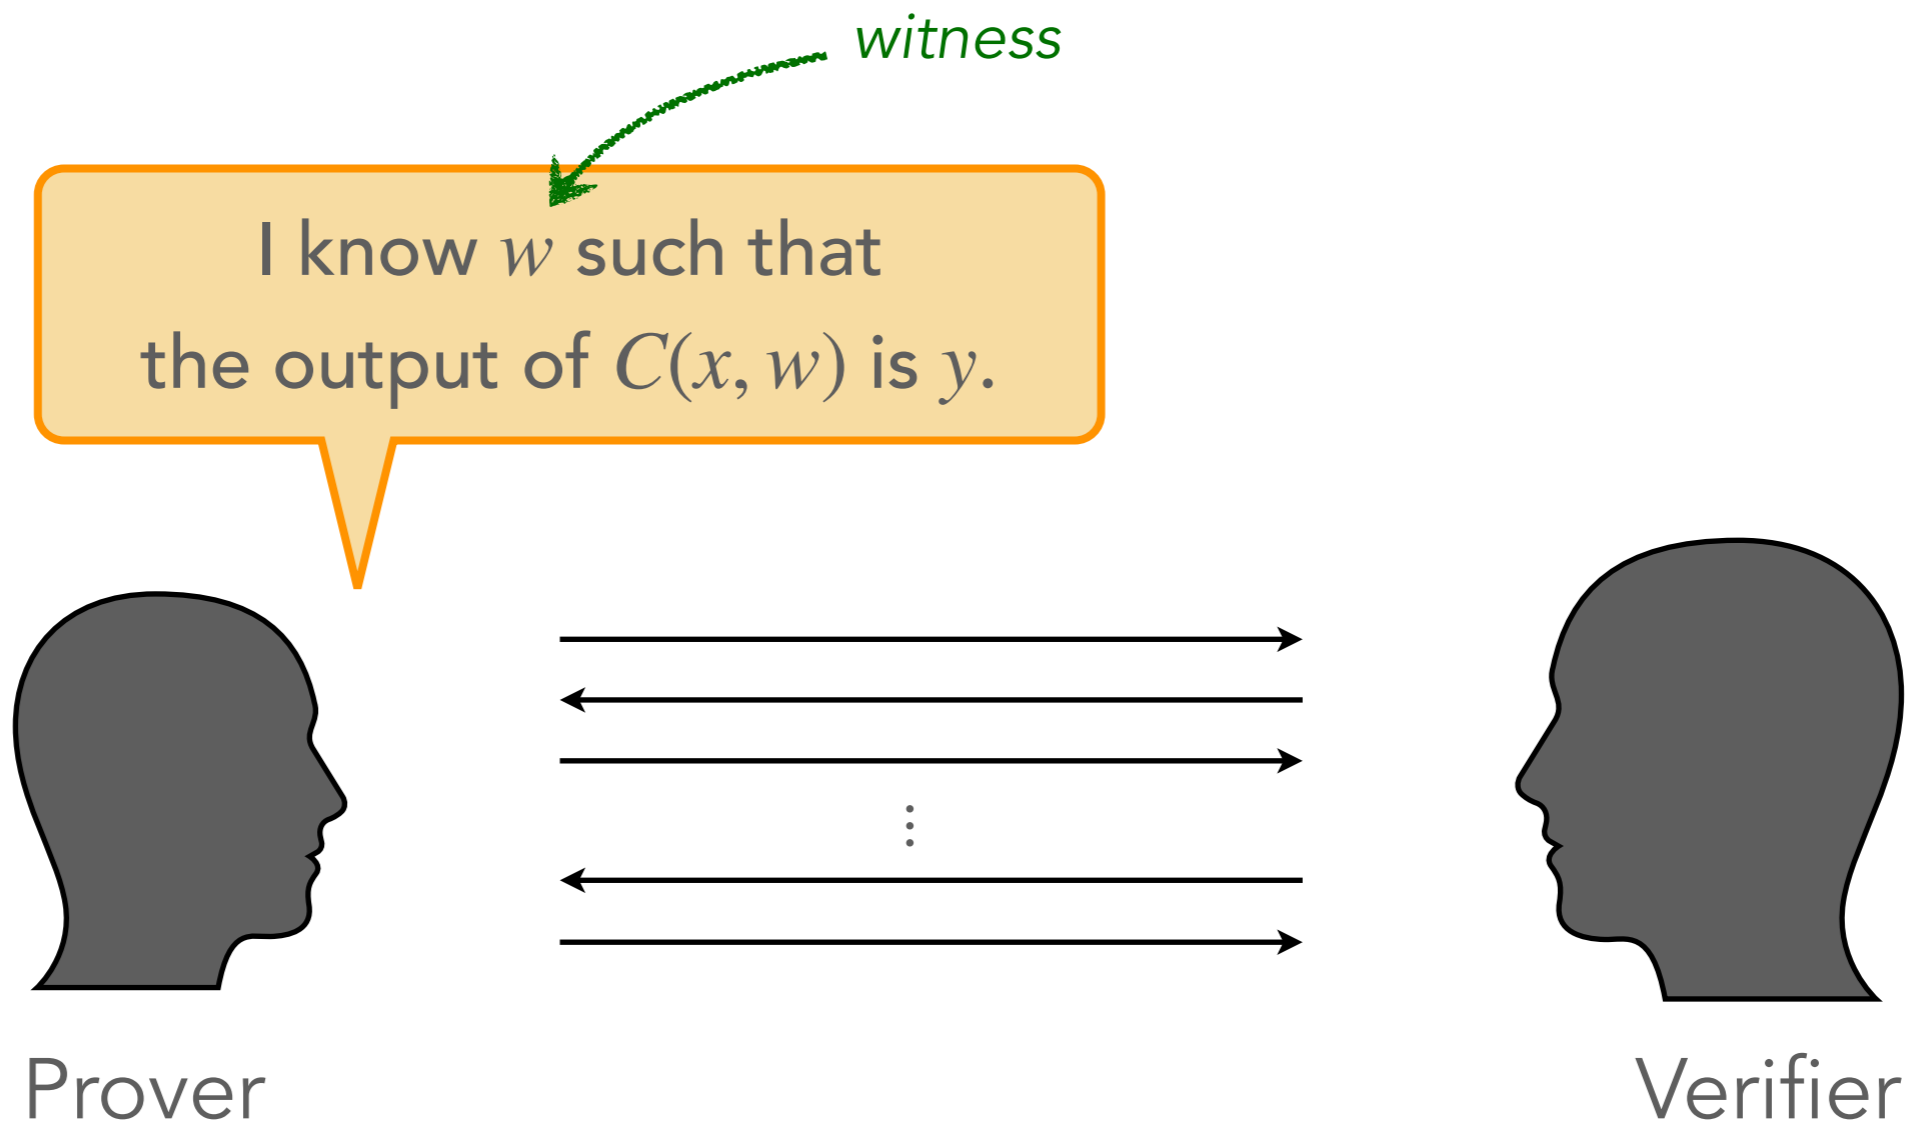 witness
I know w such that
the output of C(x, w) is y.
⋮
Prover
Verifier